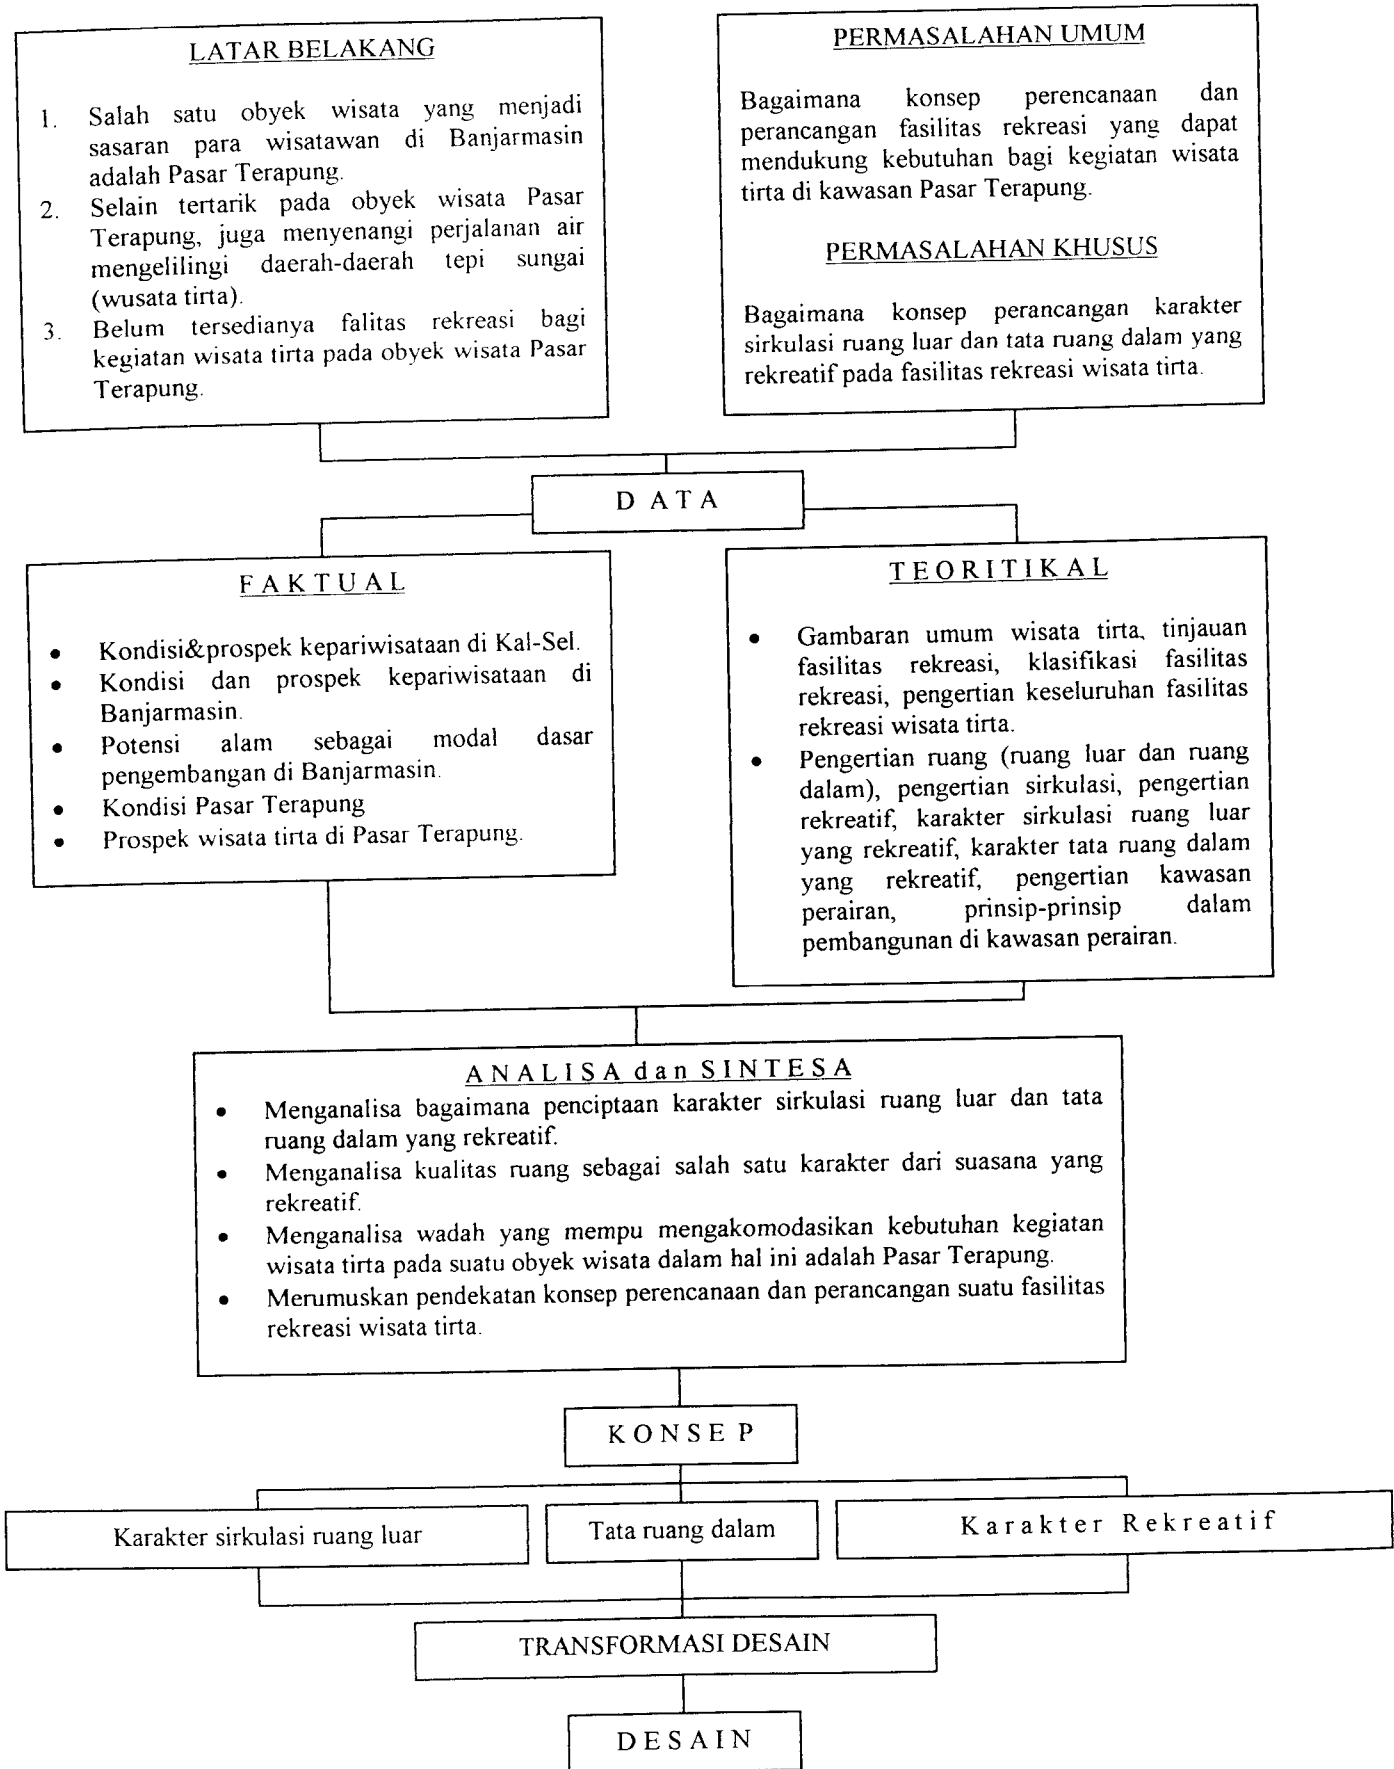 LATAR BELAKANG
1. Salah satu obyek wisata yang menjadi
sasaran para wisatawan di Banjarmasin
adalah Pasar Terapung.
2. Selain tertarik pada obyek wisata Pasar
Terapung, juga menyenangi perjalanan air
mengelilingi daerah-daerah tepi sungai
(wusata tirta).
3. Belum tersedianya falitas rekreasi bagi
kegiatan wisata tirta pada obyek wisata Pasar
Terapung.
PERMASALAHAN UMUM
Bagaimana konsep perencanaan dan
perancangan fasilitas rekreasi yang dapat
mendukung kebutuhan bagi kegiatan wisata
tirta di kawasan Pasar Terapung.
PERMASALAHAN KHUSUS
Bagaimana konsep perancangan karakter
sirkulasi ruang luar dan tata ruang dalam yang
rekreatif pada fasilitas rekreasi wisata tirta.
D A T A
F A K T U A L
• Kondisi&prospek kepariwisataan di Kal-Sel.
• Kondisi dan prospek kepariwisataan di
Banjarmasin.
• Potensi alam sebagai modal dasar
pengembangan di Banjarmasin.
• Kondisi Pasar Terapung
• Prospek wisata tirta di Pasar Terapung.
T E O R I T I K A L
• Gambaran umum wisata tirta, tinjauan
fasilitas rekreasi, klasifikasi fasilitas
rekreasi, pengertian keseluruhan fasilitas
rekreasi wisata tirta.
• Pengertian ruang (ruang luar dan ruang
dalam), pengertian sirkulasi, pengertian
rekreatif, karakter sirkulasi ruang luar
yang rekreatif, karakter tata ruang dalam
yang rekreatif, pengertian kawasan
perairan, prinsip-prinsip dalam
pembangunan di kawasan perairan.
A N A L I S A d a n S I N T E S A
• Menganalisa bagaimana penciptaan karakter sirkulasi ruang luar dan tata
ruang dalam yang rekreatif.
• Menganalisa kualitas ruang sebagai salah satu karakter dari suasana yang
rekreatif.
• Menganalisa wadah yang mempu mengakomodasikan kebutuhan kegiatan
wisata tirta pada suatu obyek wisata dalam hal ini adalah Pasar Terapung.
• Merumuskan pendekatan konsep perencanaan dan perancangan suatu fasilitas
rekreasi wisata tirta.
K O N S E P
Karakter sirkulasi ruang luar
Tata ruang dalam
K a r a k t e r R e k r e a t i f
TRANSFORMASI DESAIN
D E S A I N